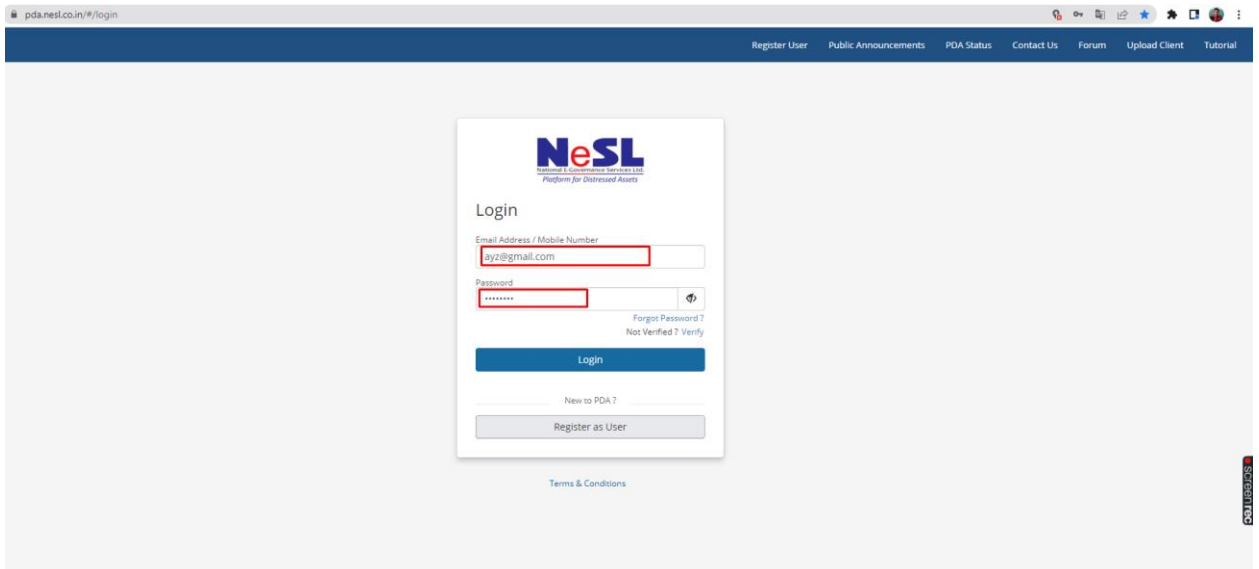 pda.nesl.co.in/#/login
Register User Public Announcements PDA Status Contact Us Forum Upload Client Tutorial
NeSL
National E-Governance Services Ltd.
Platform for Distressed Assets
Login
Email Address / Mobile Number
ayz@gmail.com
Password
Forgot Password ?
Not Verified ? Verify
Login
New to PDA ?
Register as User
Terms & Conditions
screenrec